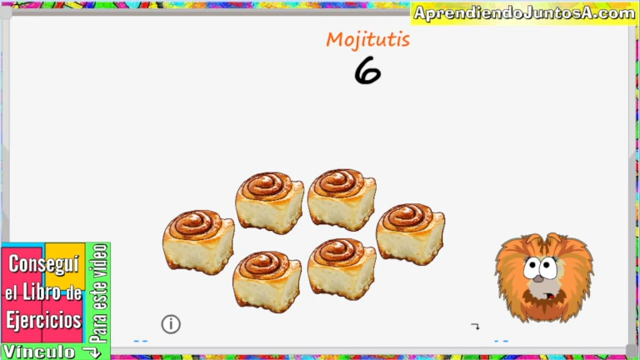 AprendiendoJuntosA.com
Mojitutis
6
Conseguí
el Libro de
Ejercicios
Vínculo
Para este video